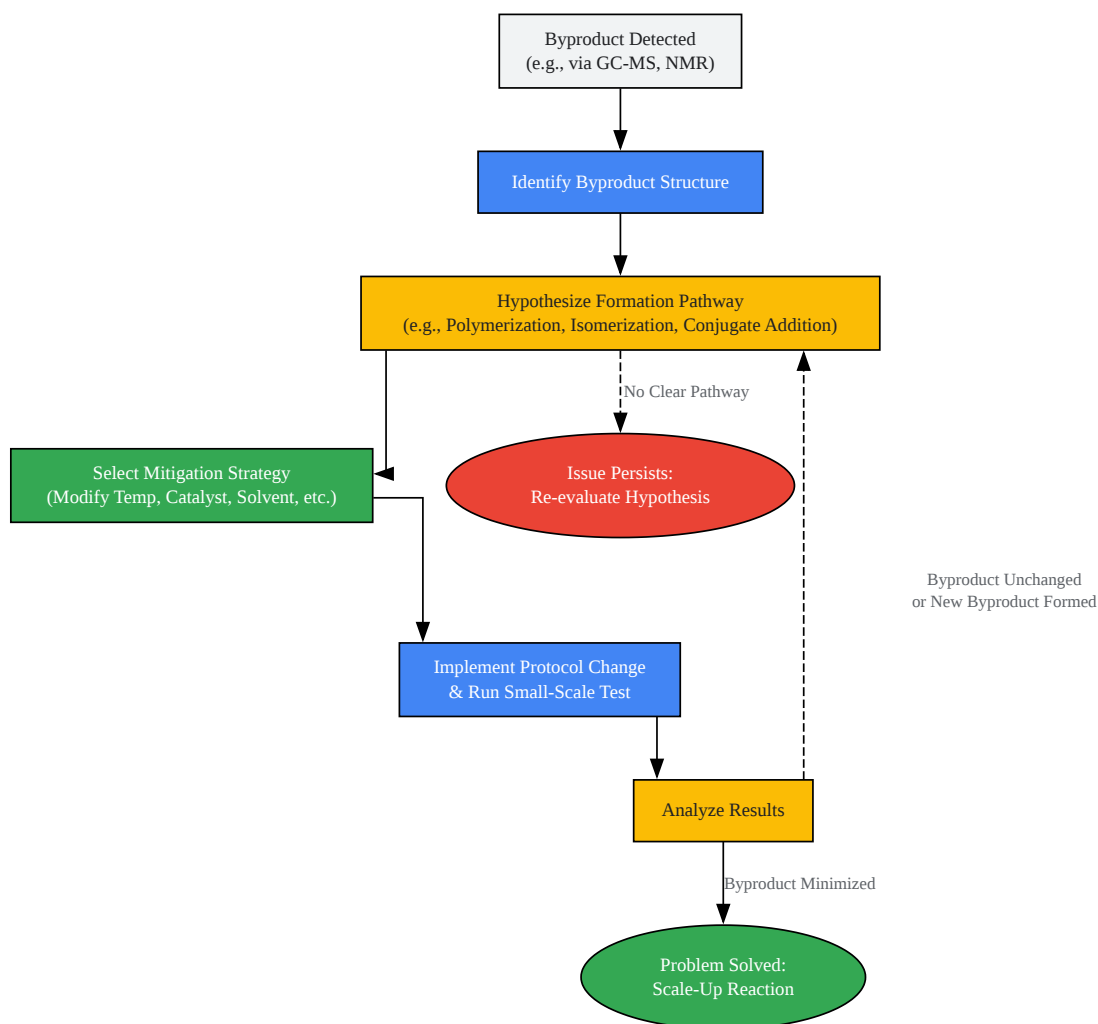 Byproduct Detected
(e.g., via GC-MS, NMR)
Identify Byproduct Structure
Hypothesize Formation Pathway
(e.g., Polymerization, Isomerization, Conjugate Addition)
No Clear Pathway
Select Mitigation Strategy
(Modify Temp, Catalyst, Solvent, etc.)
Issue Persists:
Re-evaluate Hypothesis
Byproduct Unchanged
or New Byproduct Formed
Implement Protocol Change
& Run Small-Scale Test
Analyze Results
Byproduct Minimized
Problem Solved:
Scale-Up Reaction